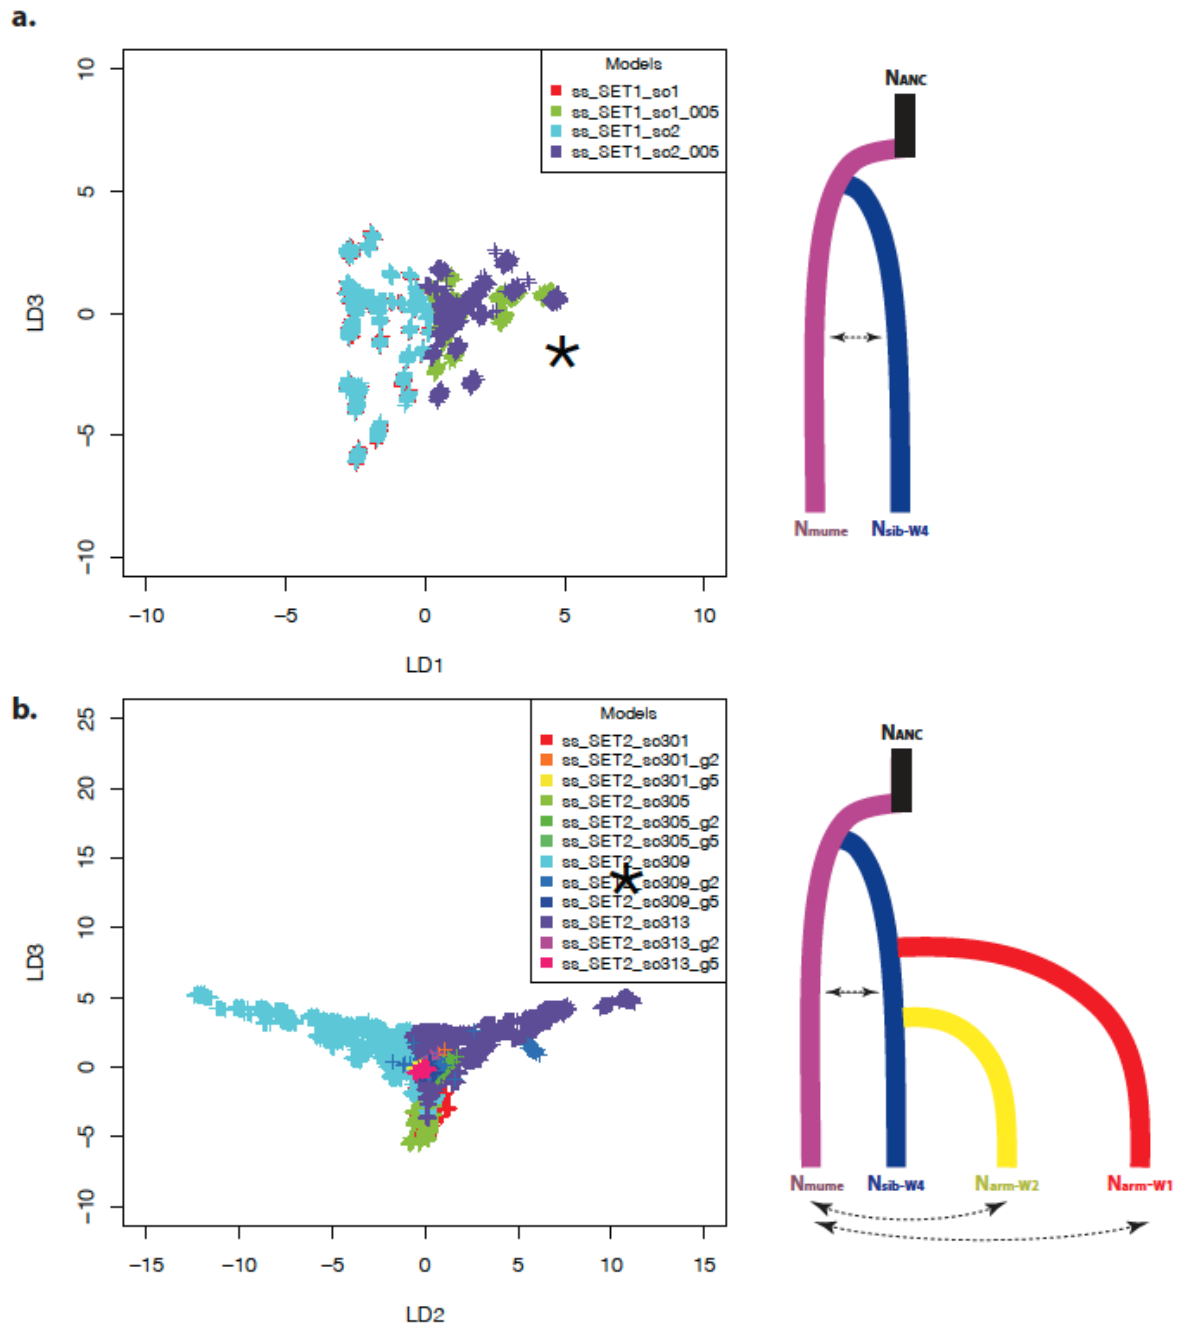 a.
Models
ss_SET1_so1
ss_SET1_so1_005
ss_SET1_so2
ss_SET1_so2_005
10
5
0
−5
−10
LD3
−10
−5
0
5
10
LD1
NANC
Nmume
Nsib-W4
b.
Models
ss_SET2_so301
ss_SET2_so301_g2
ss_SET2_so301_g5
ss_SET2_so305
ss_SET2_so305_g2
ss_SET2_so305_g5
ss_SET2_so309
ss_SET2_so309_g2
ss_SET2_so309_g5
ss_SET2_so313
ss_SET2_so313_g2
ss_SET2_so313_g5
25
20
15
10
5
0
−5
−10
LD3
−15
−10
−5
0
5
10
15
LD2
NANC
Nmume
Nsib-W4
Narm-W2
Narm-W1